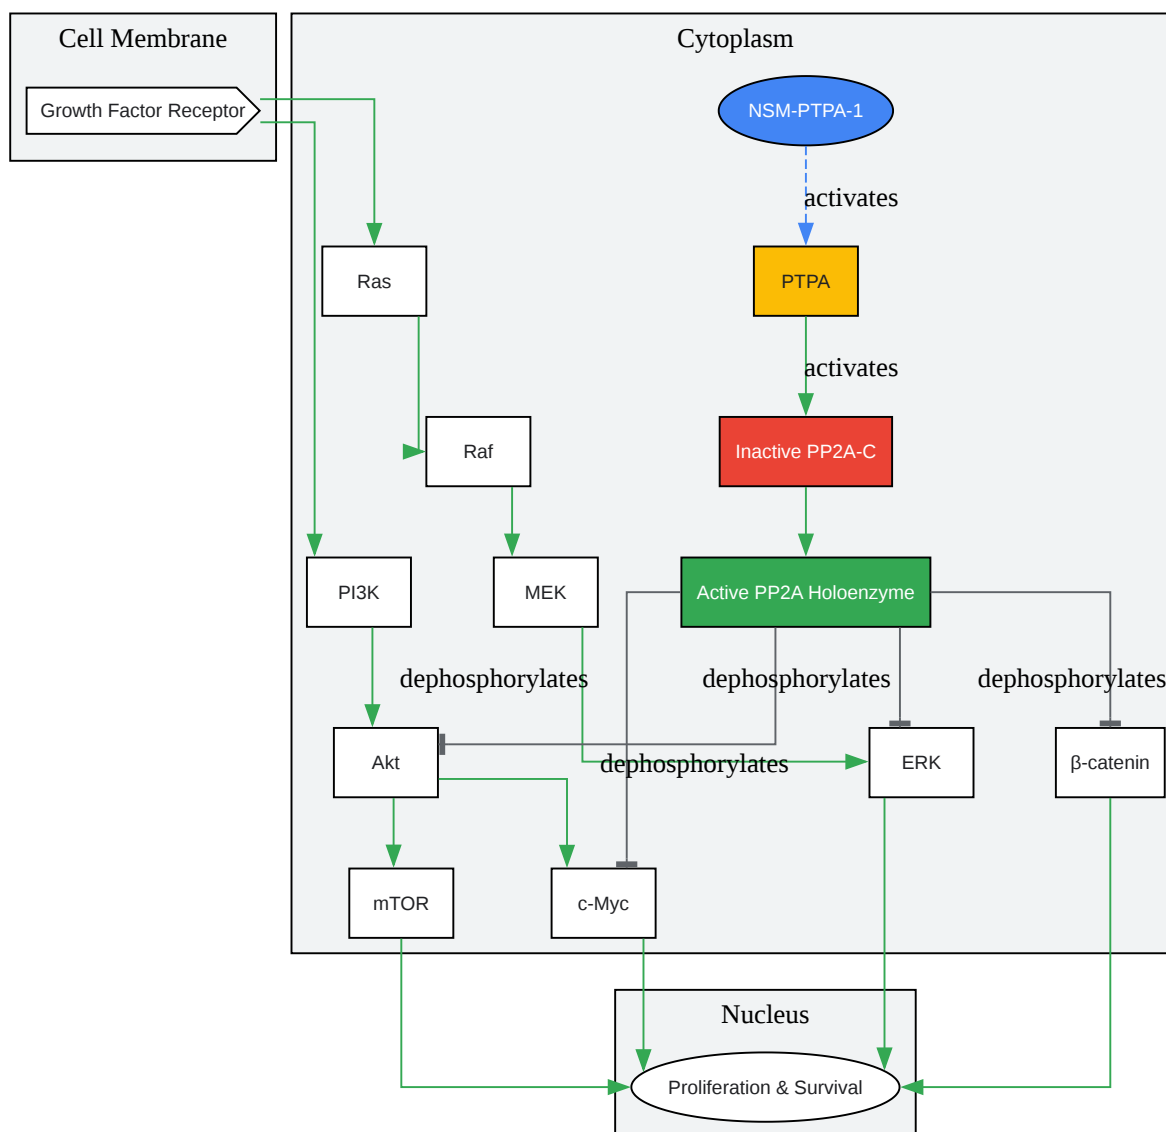 Cell Membrane
Cytoplasm
Growth Factor Receptor
NSM-PTPA-1
activates
Ras
PTPA
activates
Raf
Inactive PP2A-C
PI3K
MEK
Active PP2A Holoenzyme
dephosphorylates
dephosphorylates
dephosphorylates
Akt
dephosphorylates
ERK
β-catenin
mTOR
c-Myc
Nucleus
Proliferation & Survival